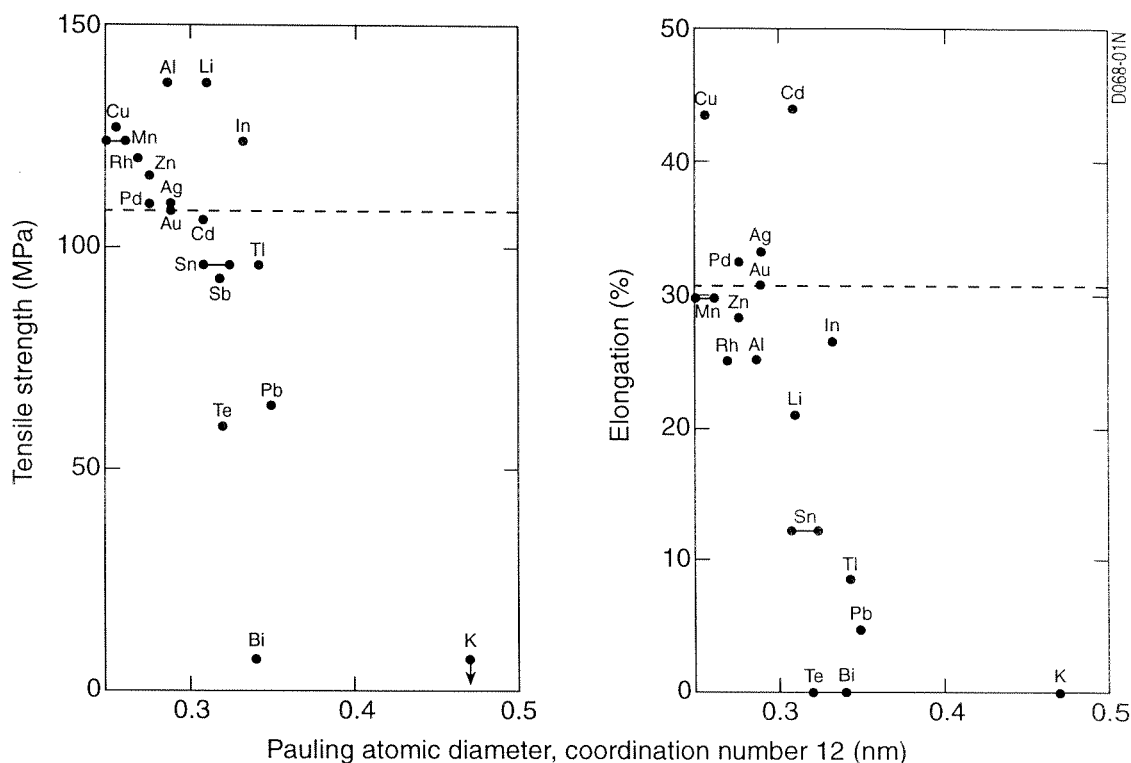 Tensile strength (MPa)
150
100
50
0
Al Li
Cu
Mn
In
Rh Zn
Pd Ag
Au
Cd
Sn Tl
Sb
Te Pb
Bi K
0.3 0.4 0.5
Elongation (%)
50
40
30
20
10
0
D068-01N
Cu Cd
Ag
Pd
Au
Mn Zn
In
Rh Al
Li
Sn
Tl
Pb
Te Bi K
0.3 0.4 0.5
Pauling atomic diameter, coordination number 12 (nm)